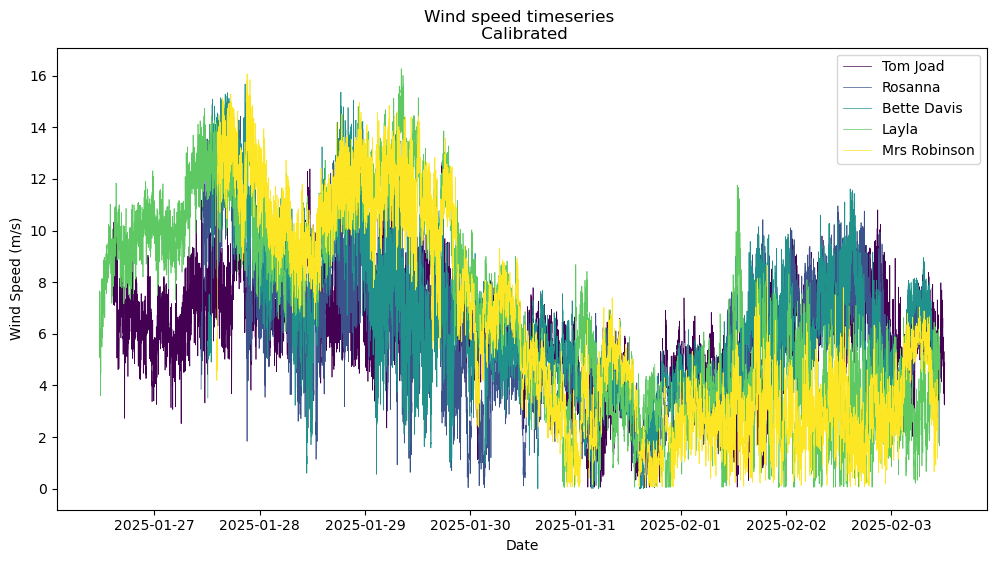 Wind speed timeseries
Calibrated
Tom Joad
Rosanna
Bette Davis
Layla
Mrs Robinson
Wind Speed (m/s)
16
14
12
10
8
6
4
2
0
2025-01-27
2025-01-28
2025-01-29
2025-01-30
2025-01-31
2025-02-01
2025-02-02
2025-02-03
Date